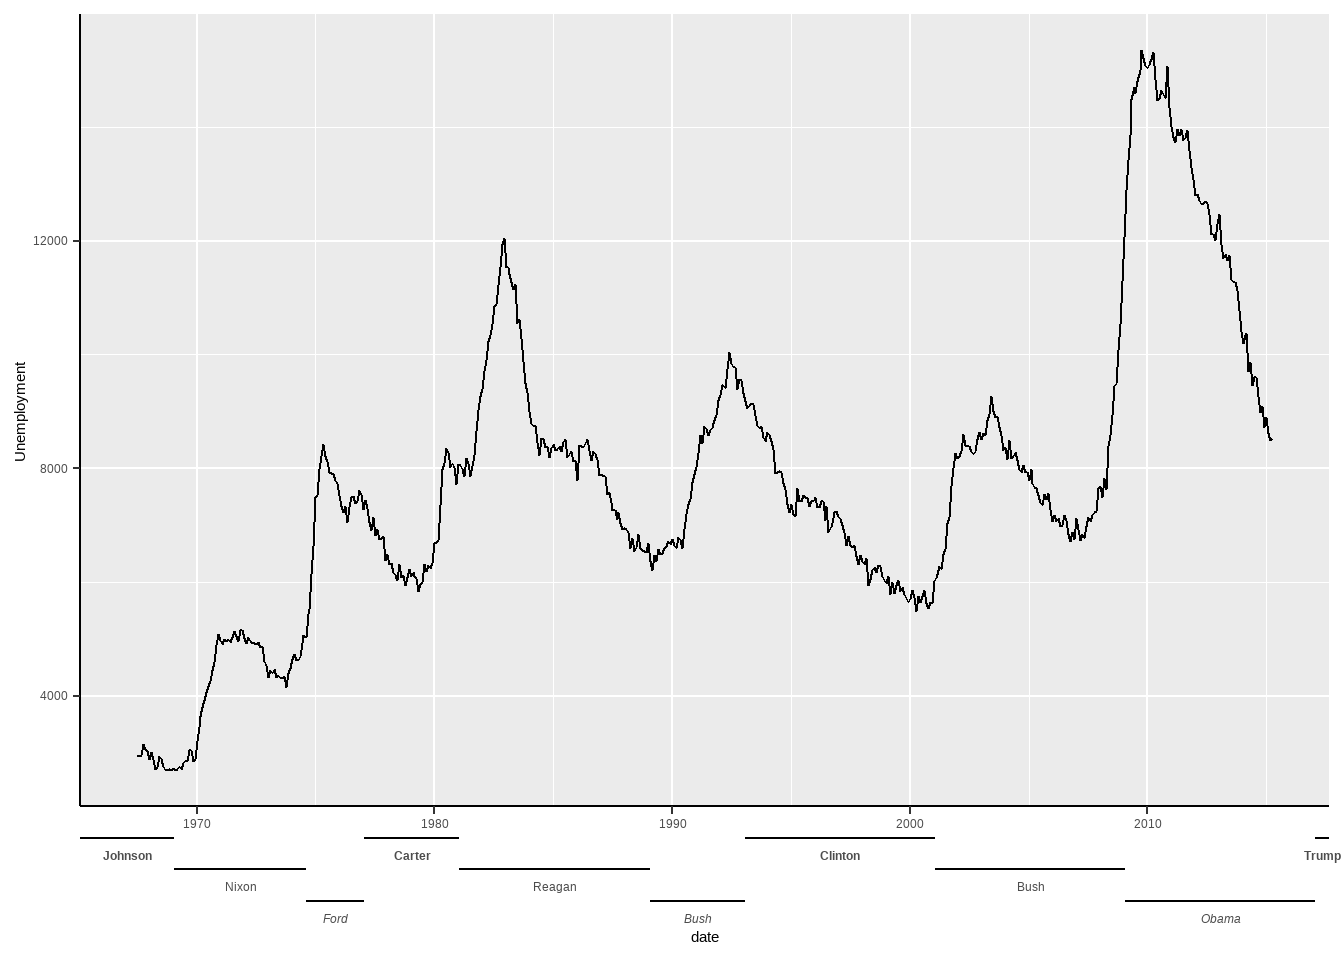 Unemployment
12000
8000
4000
1970 1980 1990 2000 2010
Johnson Carter Clinton Trump
Nixon Reagan Bush
Ford Bush Obama
date